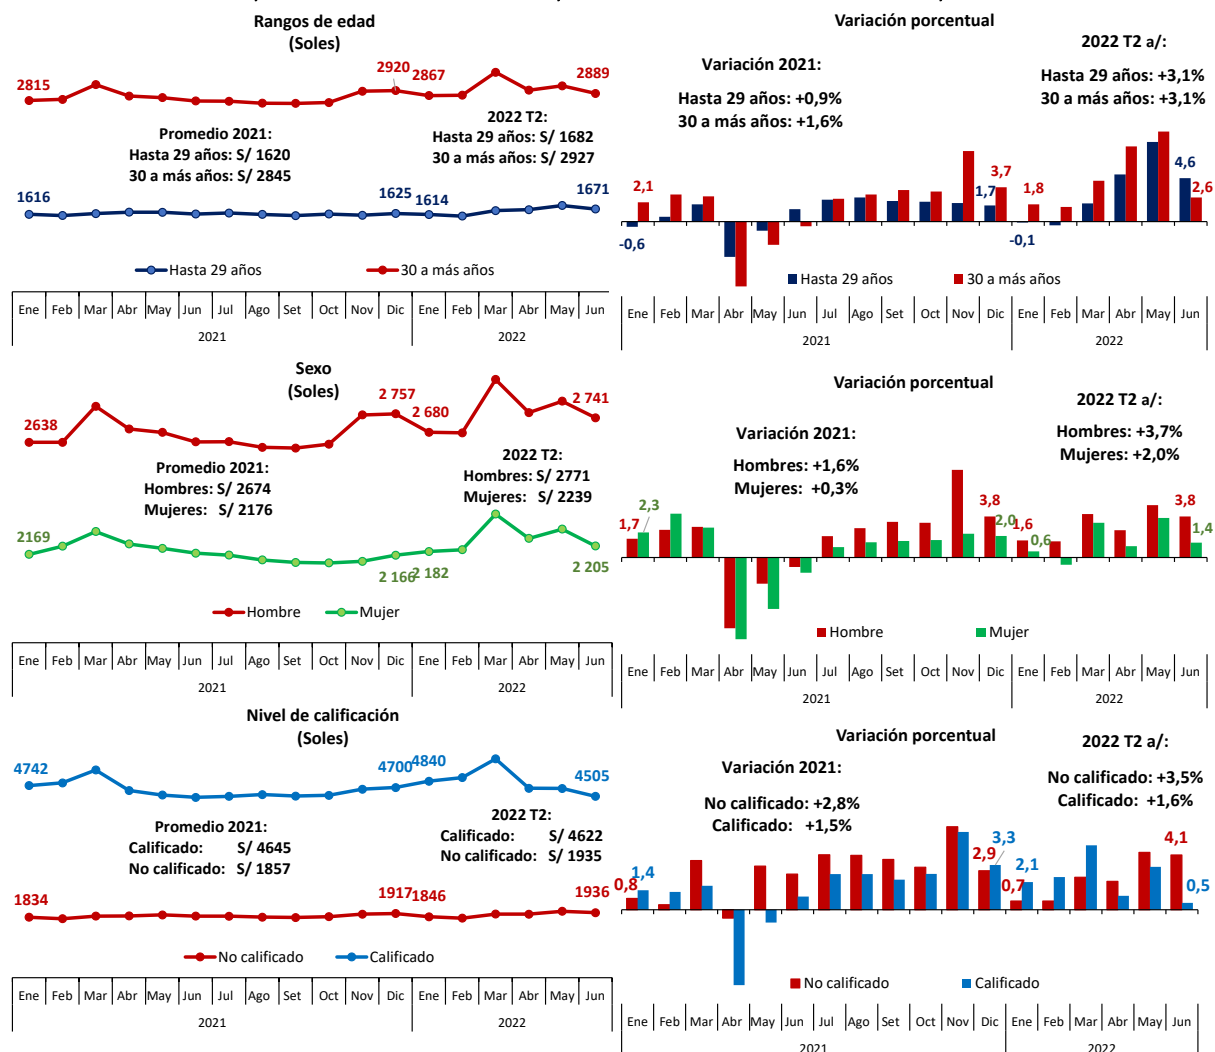 Rangos de edad
(Soles)
2815
2920
2867
2889
Promedio 2021:
Hasta 29 años: S/ 1620
30 a más años: S/ 2845
2022 T2:
Hasta 29 años: S/ 1682
30 a más años: S/ 2927
1616
1625
1614
1671
Hasta 29 años
30 a más años
Ene Feb Mar Abr May Jun Jul Ago Set Oct Nov Dic Ene Feb Mar Abr May Jun
2021 2022
Variación porcentual
Variación 2021:
Hasta 29 años: +0,9%
30 a más años: +1,6%
2022 T2 a/:
Hasta 29 años: +3,1%
30 a más años: +3,1%
2,1
-0,6
1,7
3,7
1,8
-0,1
4,6
2,6
Hasta 29 años
30 a más años
Ene Feb Mar Abr May Jun Jul Ago Set Oct Nov Dic Ene Feb Mar Abr May Jun
2021 2022
Sexo
(Soles)
2638
2 757
2 680
2 741
Promedio 2021:
Hombres: S/ 2674
Mujeres: S/ 2176
2022 T2:
Hombres: S/ 2771
Mujeres: S/ 2239
2169
2 166
2 182
2 205
Hombre
Mujer
Ene Feb Mar Abr May Jun Jul Ago Set Oct Nov Dic Ene Feb Mar Abr May Jun
2021 2022
Variación porcentual
Variación 2021:
Hombres: +1,6%
Mujeres: +0,3%
2022 T2 a/:
Hombres: +3,7%
Mujeres: +2,0%
1,7
2,3
3,8
2,0
1,6
0,6
3,8
1,4
Hombre
Mujer
Ene Feb Mar Abr May Jun Jul Ago Set Oct Nov Dic Ene Feb Mar Abr May Jun
2021 2022
Nivel de calificación
(Soles)
4742
4700
4840
4505
Promedio 2021:
Calificado: S/ 4645
No calificado: S/ 1857
2022 T2:
Calificado: S/ 4622
No calificado: S/ 1935
1834
1917
1846
1936
No calificado
Calificado
Ene Feb Mar Abr May Jun Jul Ago Set Oct Nov Dic Ene Feb Mar Abr May Jun
2021 2022
Variación porcentual
Variación 2021:
No calificado: +2,8%
Calificado: +1,5%
2022 T2 a/:
No calificado: +3,5%
Calificado: +1,6%
0,8
1,4
2,9
3,3
0,7
2,1
4,1
0,5
No calificado
Calificado
Ene Feb Mar Abr May Jun Jul Ago Set Oct Nov Dic Ene Feb Mar Abr May Jun
2021 2022